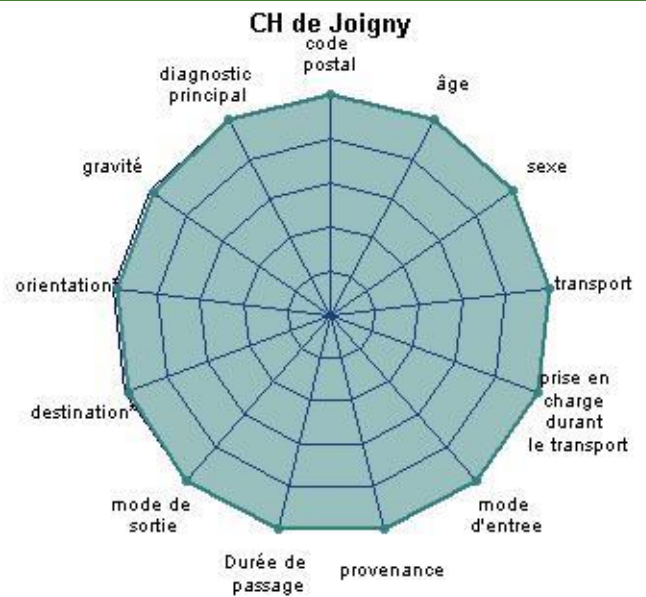 CH de Joigny
code
postal
âge
sexe
transport
prise en
charge
durant
le transport
mode
d'entree
provenance
Durée de
passage
mode de
sortie
destination*
orientation*
gravité
diagnostic
principal